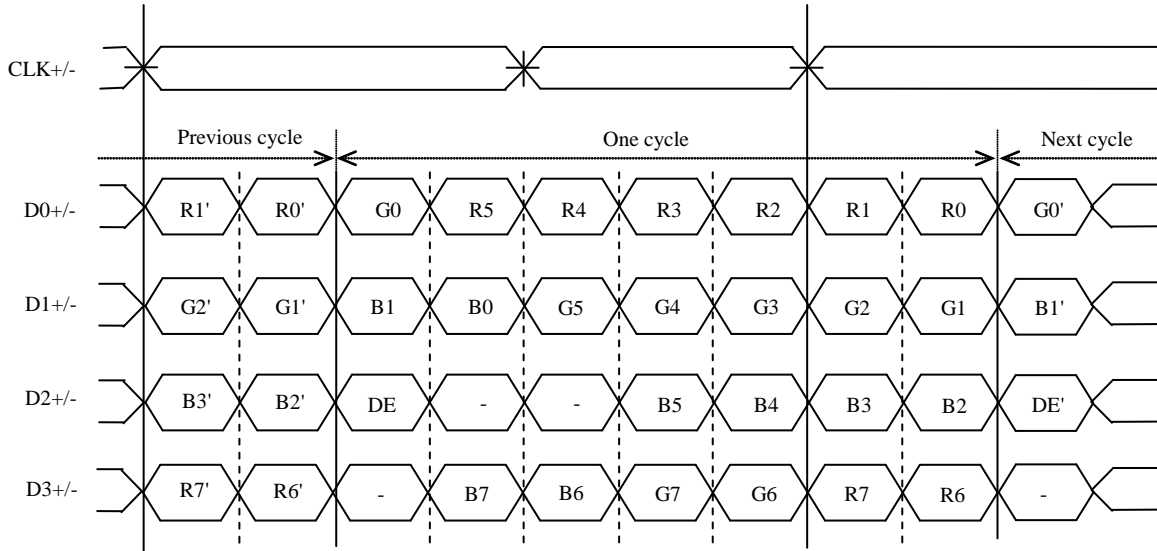 CLK+/-
Previous cycle One cycle Next cycle
D0+/- R1' R0' G0 R5 R4 R3 R2 R1 R0 G0'
D1+/- G2' G1' B1 B0 G5 G4 G3 G2 G1 B1'
D2+/- B3' B2' DE - - B5 B4 B3 B2 DE'
D3+/- R7' R6' - B7 B6 G7 G6 R7 R6 -